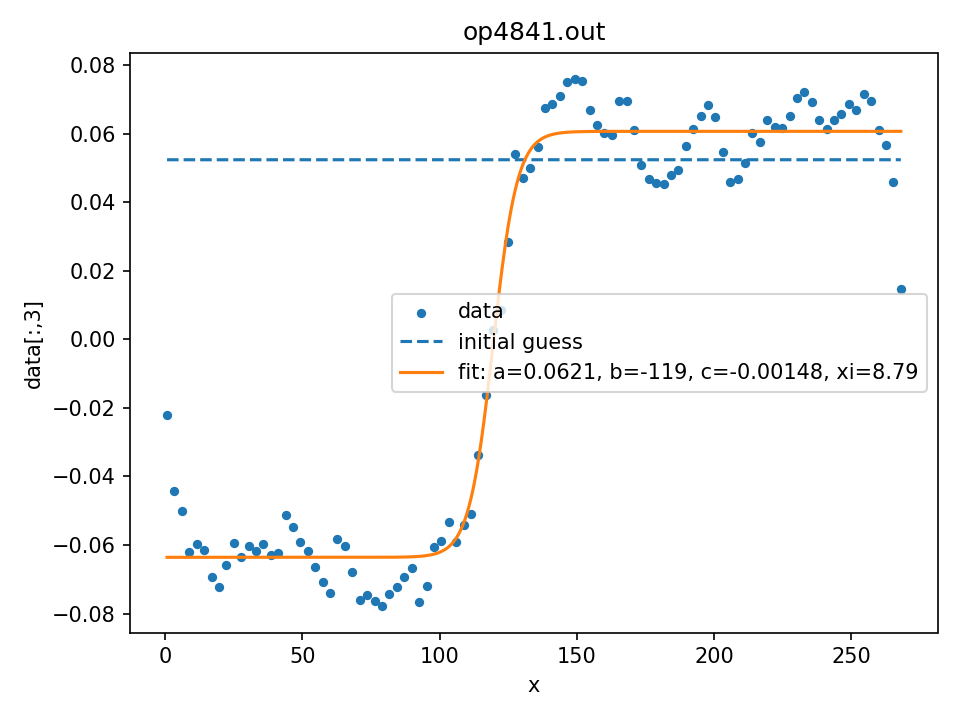 op4841.out
0.08
0.06
0.04
0.02
0.00
−0.02
−0.04
−0.06
−0.08
data[:,3]
data
initial guess
fit: a=0.0621, b=-119, c=-0.00148, xi=8.79
0 50 100 150 200 250
x